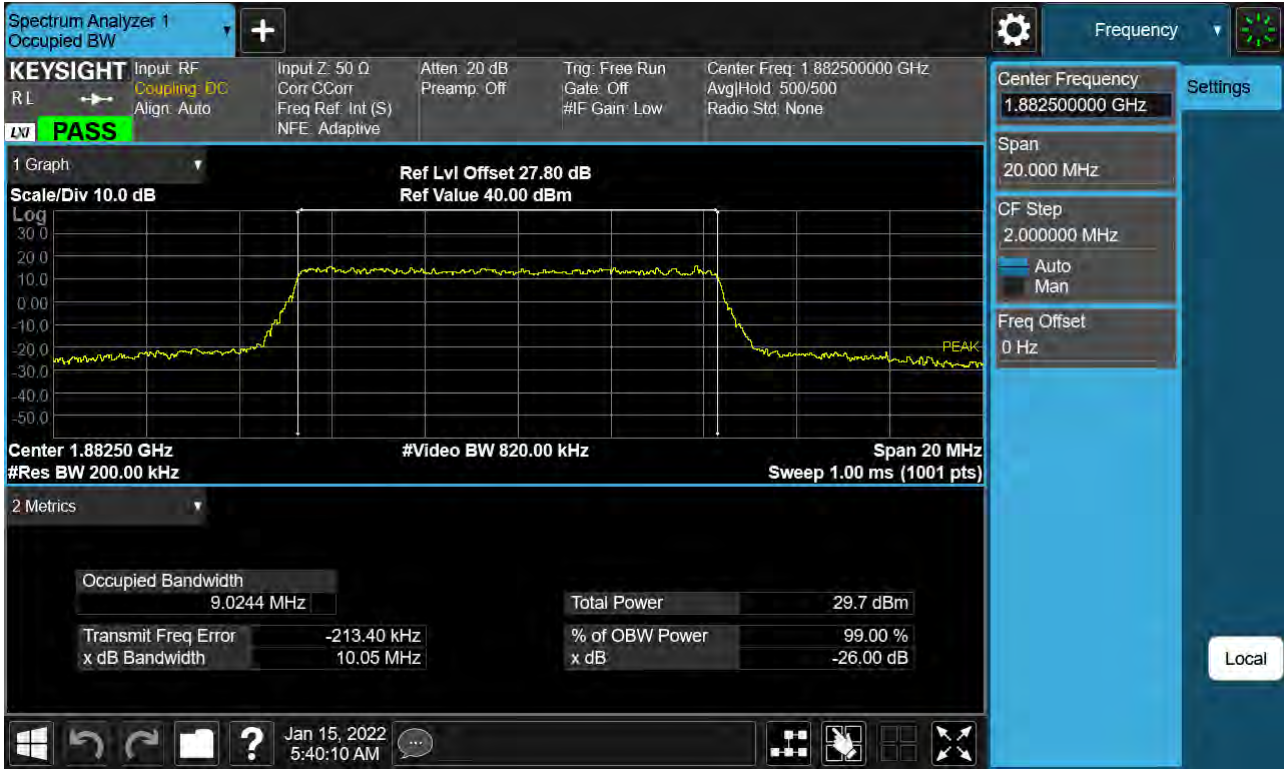 Spectrum Analyzer 1
Occupied BW
+
Frequency
KEYSIGHT
R L
LXI
PASS
Input: RF
Coupling: DC
Align: Auto
Input Z: 50 Ω
Corr CCorr
Freq Ref: Int (S)
NFE: Adaptive
Atten: 20 dB
Preamp: Off
Trig: Free Run
Gate: Off
#IF Gain: Low
Center Freq: 1.882500000 GHz
Avg|Hold: 500/500
Radio Std: None
Center Frequency
1.882500000 GHz
Settings
Span
20.000 MHz
CF Step
2.000000 MHz
Auto
Man
Freq Offset
0 Hz
Local
1 Graph
Scale/Div 10.0 dB
Ref Lvl Offset 27.80 dB
Ref Value 40.00 dBm
Log
30.0
20.0
10.0
0.00
-10.0
-20.0
-30.0
-40.0
-50.0
PEAK
Center 1.88250 GHz
#Video BW 820.00 kHz
Span 20 MHz
#Res BW 200.00 kHz
Sweep 1.00 ms (1001 pts)
2 Metrics
Occupied Bandwidth
9.0244 MHz
Total Power 29.7 dBm
Transmit Freq Error -213.40 kHz
% of OBW Power 99.00 %
x dB Bandwidth 10.05 MHz
x dB -26.00 dB
?
Jan 15, 2022
5:40:10 AM